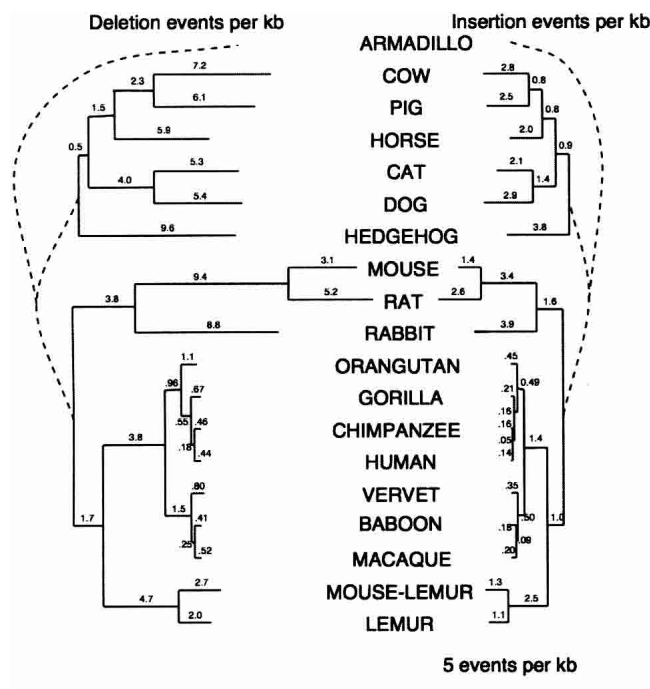 Deletion events per kb Insertion events per kb
ARMADILLO
7.2 COW 2.8
2.3 0.8
6.1 PIG 2.5
1.5 0.8
5.9 HORSE 2.0
0.5 0.9
5.3 CAT 2.1
4.0 1.4
5.4 DOG 2.9
9.6 HEDGEHOG 3.8
3.1 MOUSE 1.4
9.4 3.4
5.2 RAT 2.6
3.8 1.6
8.8 RABBIT 3.9
1.1 ORANGUTAN .45
.96 0.49
.67 GORILLA .21
.55 .16
.46 CHIMPANZEE .16
.18 .05
.44 HUMAN .14
3.8 1.4
.80 VERVET .35
1.5 .50
.41 BABOON .18
1.7 1.0
.25 .09
.52 MACAQUE .20
2.7 MOUSE-LEMUR 1.3
4.7 2.5
2.0 LEMUR 1.1
5 events per kb